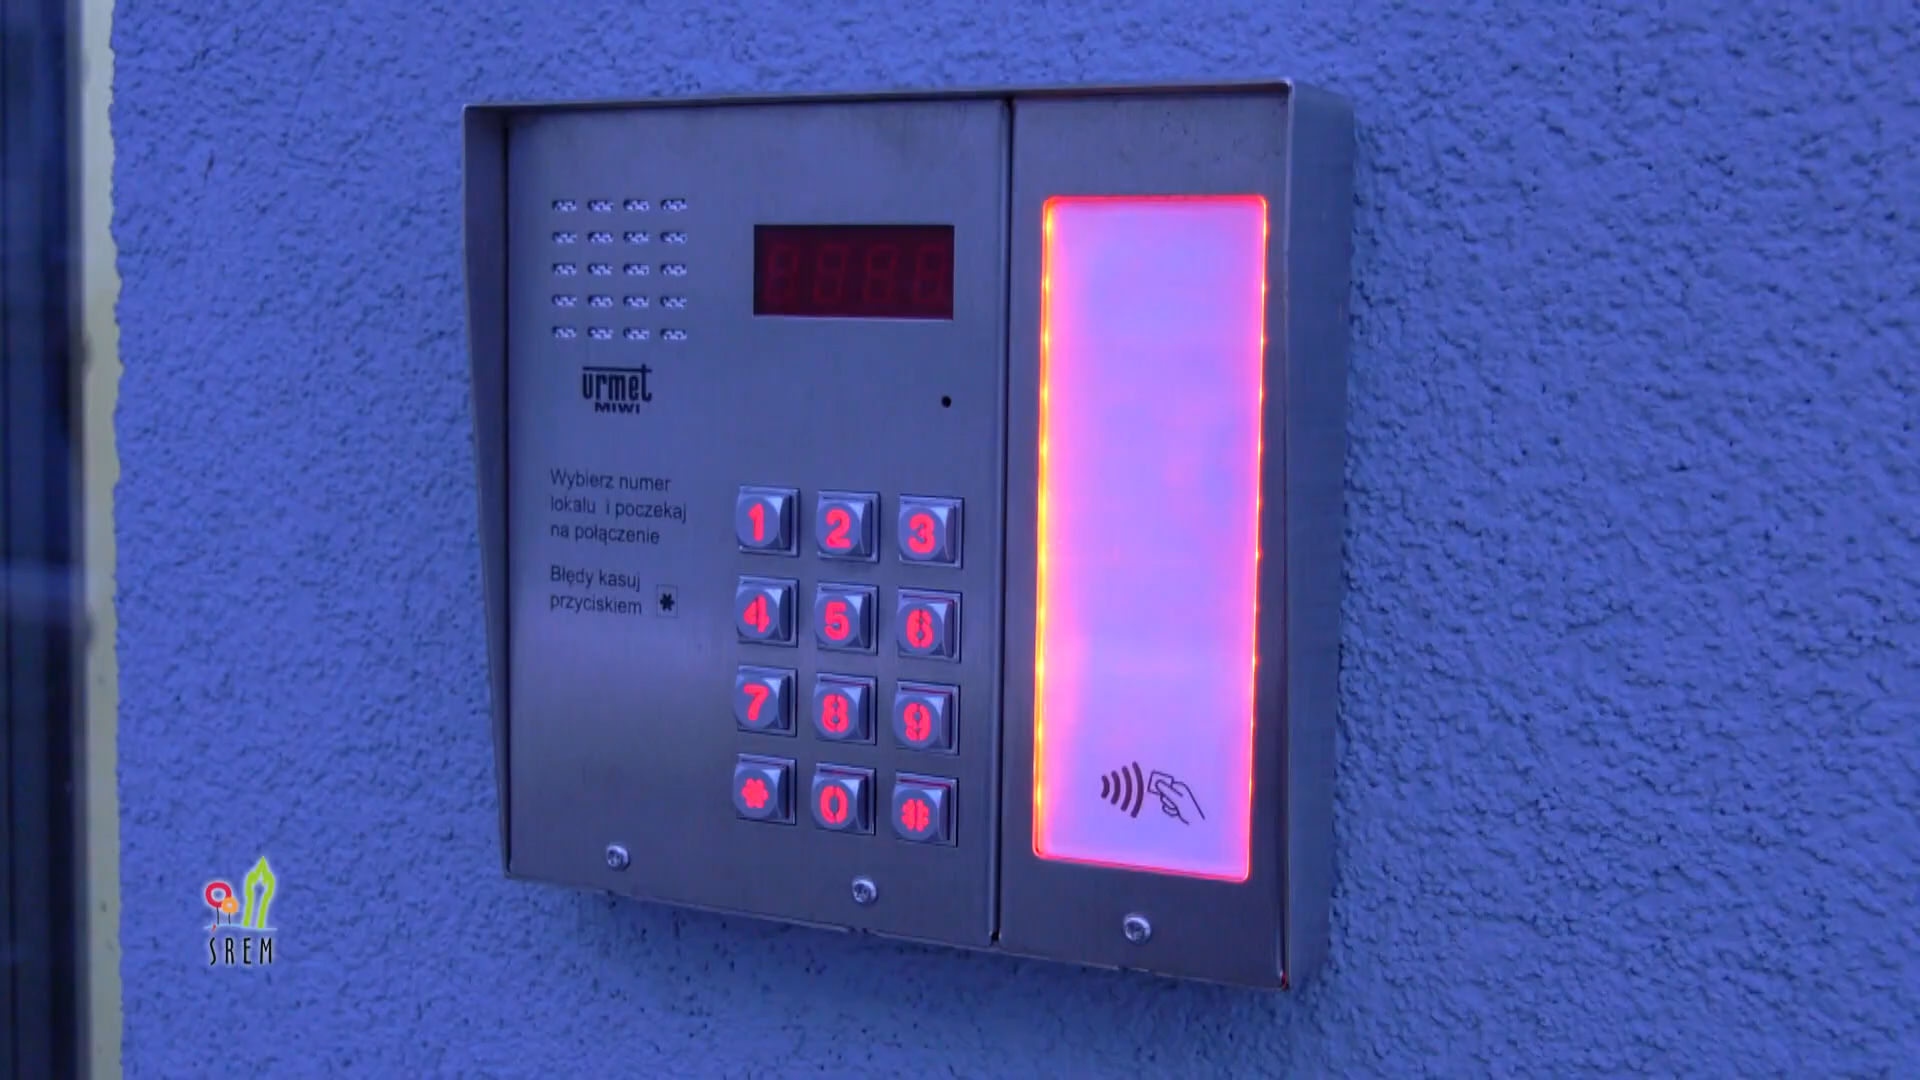 urmet
MIWI
Wybierz numer
lokalu i poczekaj
na połączenie
Błędy kasuj
przyciskiem *
1 2 3
4 5 6
7 8 9
* 0 #
ŚREM